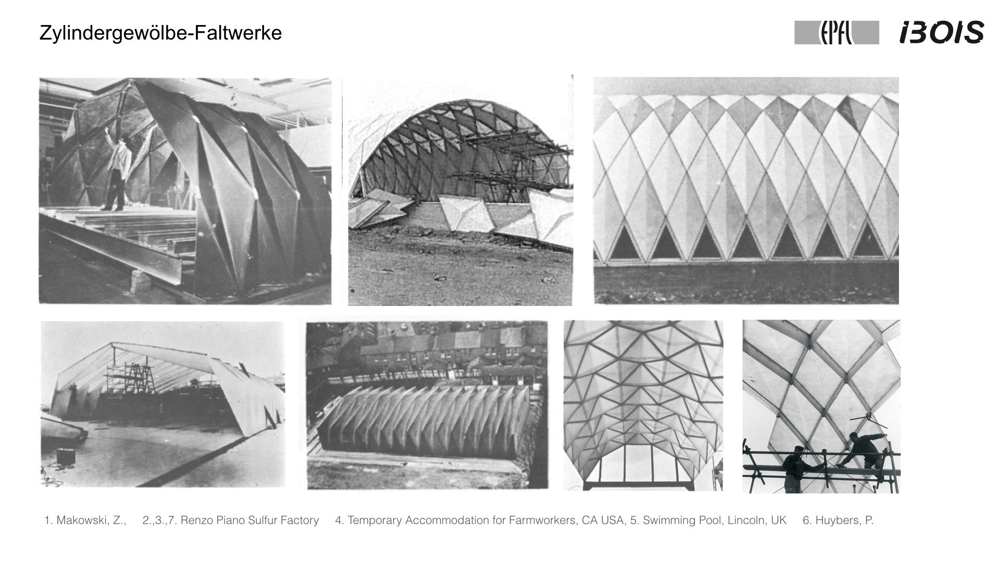 Zylindergewölbe-Faltwerke
EPFL
iBOIS
1. Makowski, Z., 2.,3.,7. Renzo Piano Sulfur Factory 4. Temporary Accommodation for Farmworkers, CA USA, 5. Swimming Pool, Lincoln, UK 6. Huybers, P.